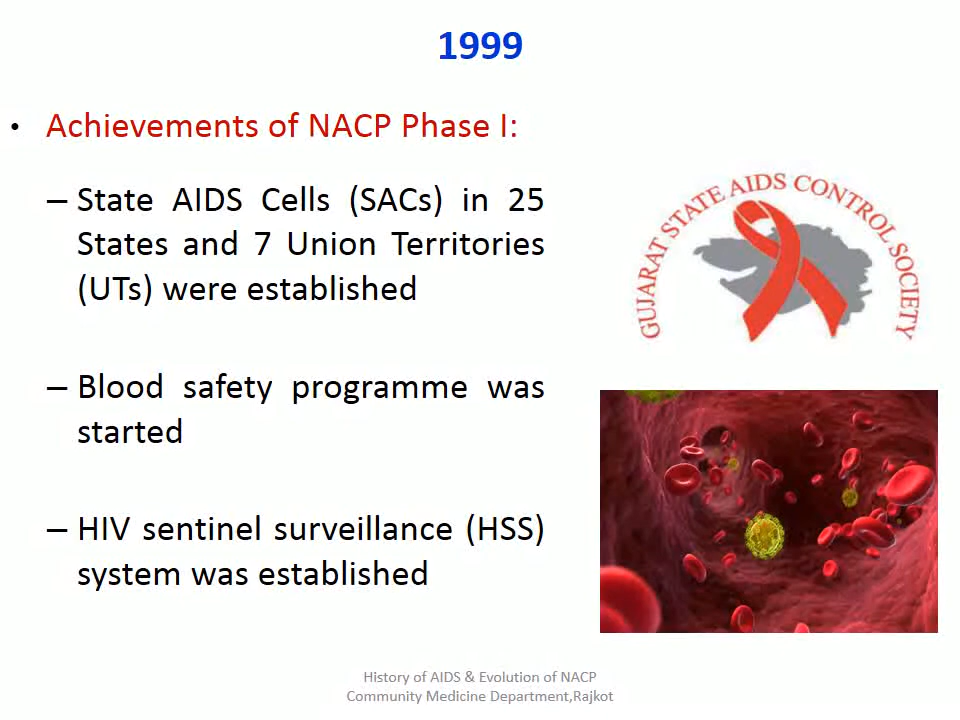 1999
• Achievements of NACP Phase I:
– State AIDS Cells (SACs) in 25
States and 7 Union Territories
(UTs) were established
– Blood safety programme was
started
– HIV sentinel surveillance (HSS)
system was established
GUJARAT STATE AIDS CONTROL SOCIETY
History of AIDS & Evolution of NACP
Community Medicine Department,Rajkot